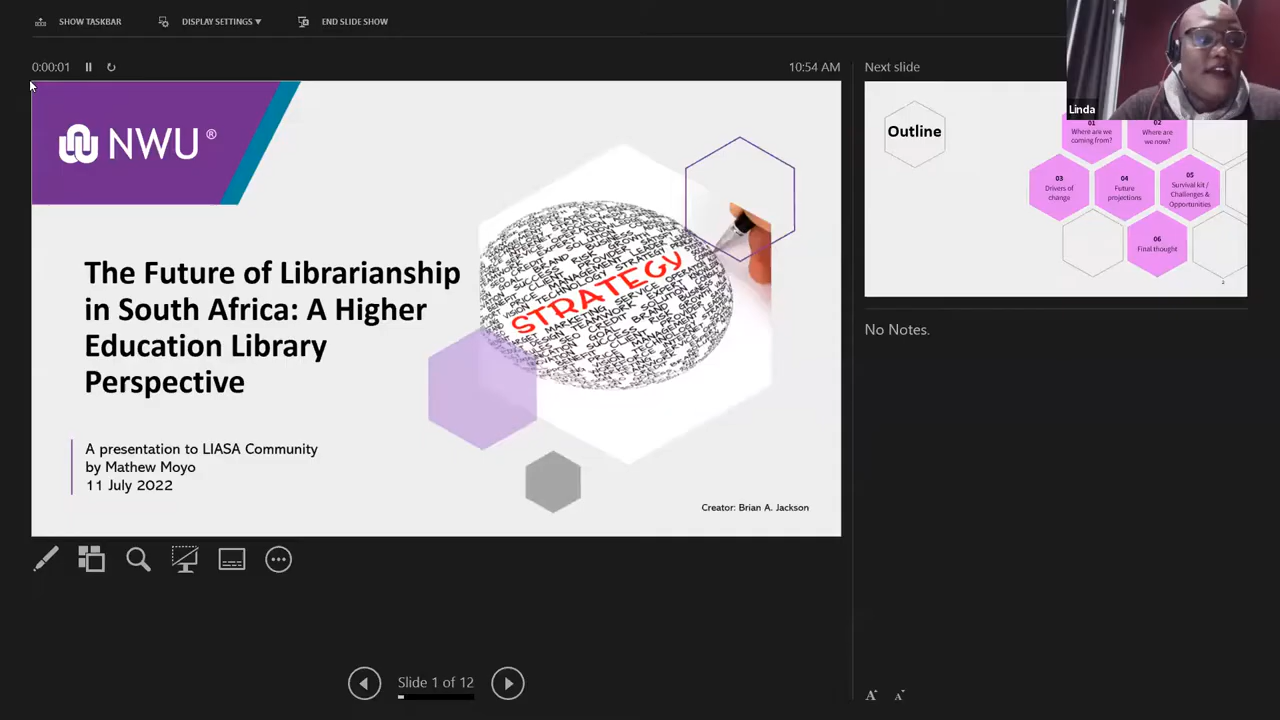 SHOW TASKBAR
DISPLAY SETTINGS ▼
END SLIDE SHOW
0:00:01
10:54 AM
NWU®
STRATEGY
The Future of Librarianship
in South Africa: A Higher
Education Library
Perspective
A presentation to LIASA Community
by Mathew Moyo
11 July 2022
Creator: Brian A. Jackson
Slide 1 of 12
Next slide
Linda
Outline
01
Where are we
coming from?
02
Where are
we now?
03
Drivers of
change
04
Future
projections
05
Survival kit /
Challenges &
Opportunities
06
Final thought
No Notes.